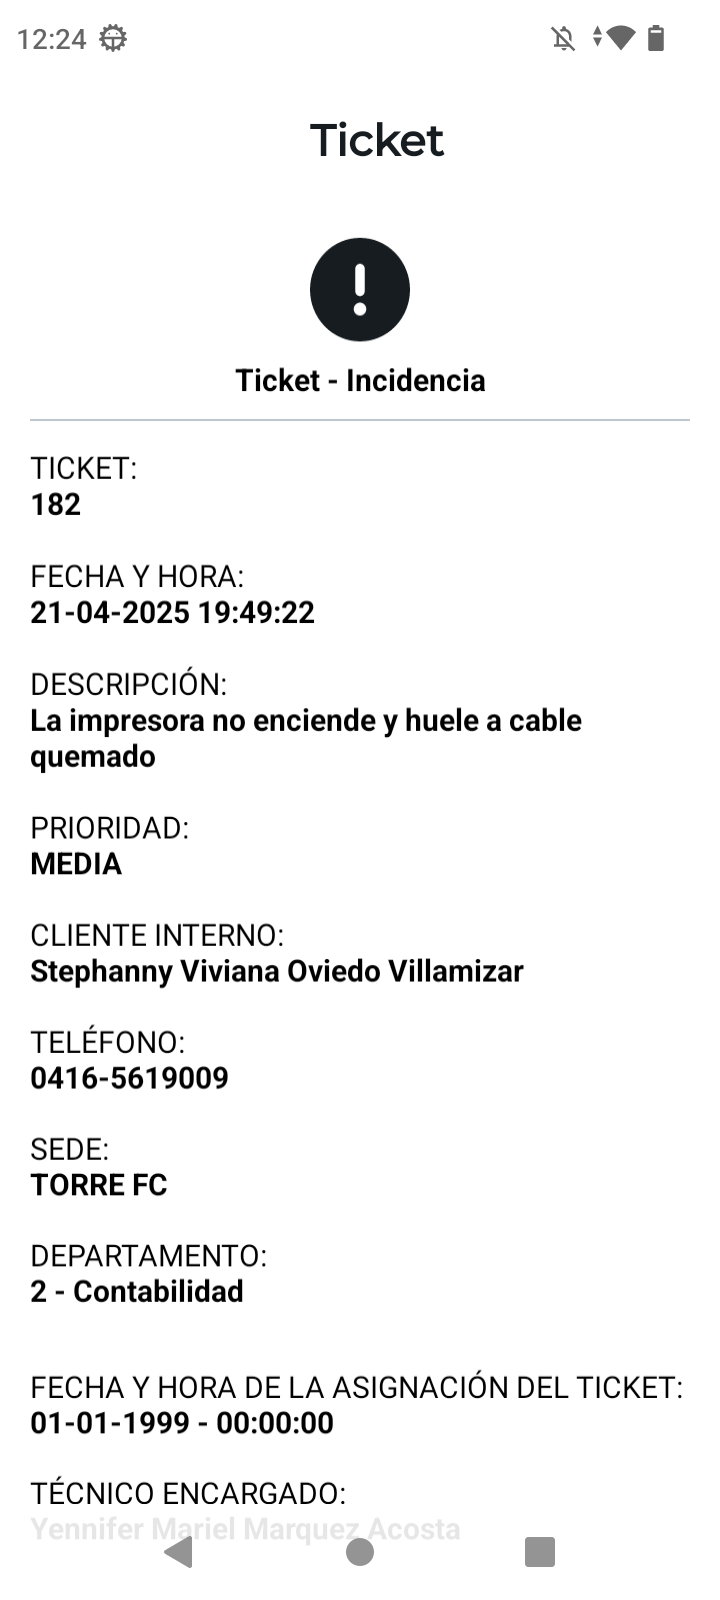 12:24
Ticket
Ticket - Incidencia
TICKET:
182
FECHA Y HORA:
21-04-2025 19:49:22
DESCRIPCIÓN:
La impresora no enciende y huele a cable
quemado
PRIORIDAD:
MEDIA
CLIENTE INTERNO:
Stephanny Viviana Oviedo Villamizar
TELÉFONO:
0416-5619009
SEDE:
TORRE FC
DEPARTAMENTO:
2 - Contabilidad
FECHA Y HORA DE LA ASIGNACIÓN DEL TICKET:
01-01-1999 - 00:00:00
TÉCNICO ENCARGADO:
Yennifer Mariel Marquez Acosta